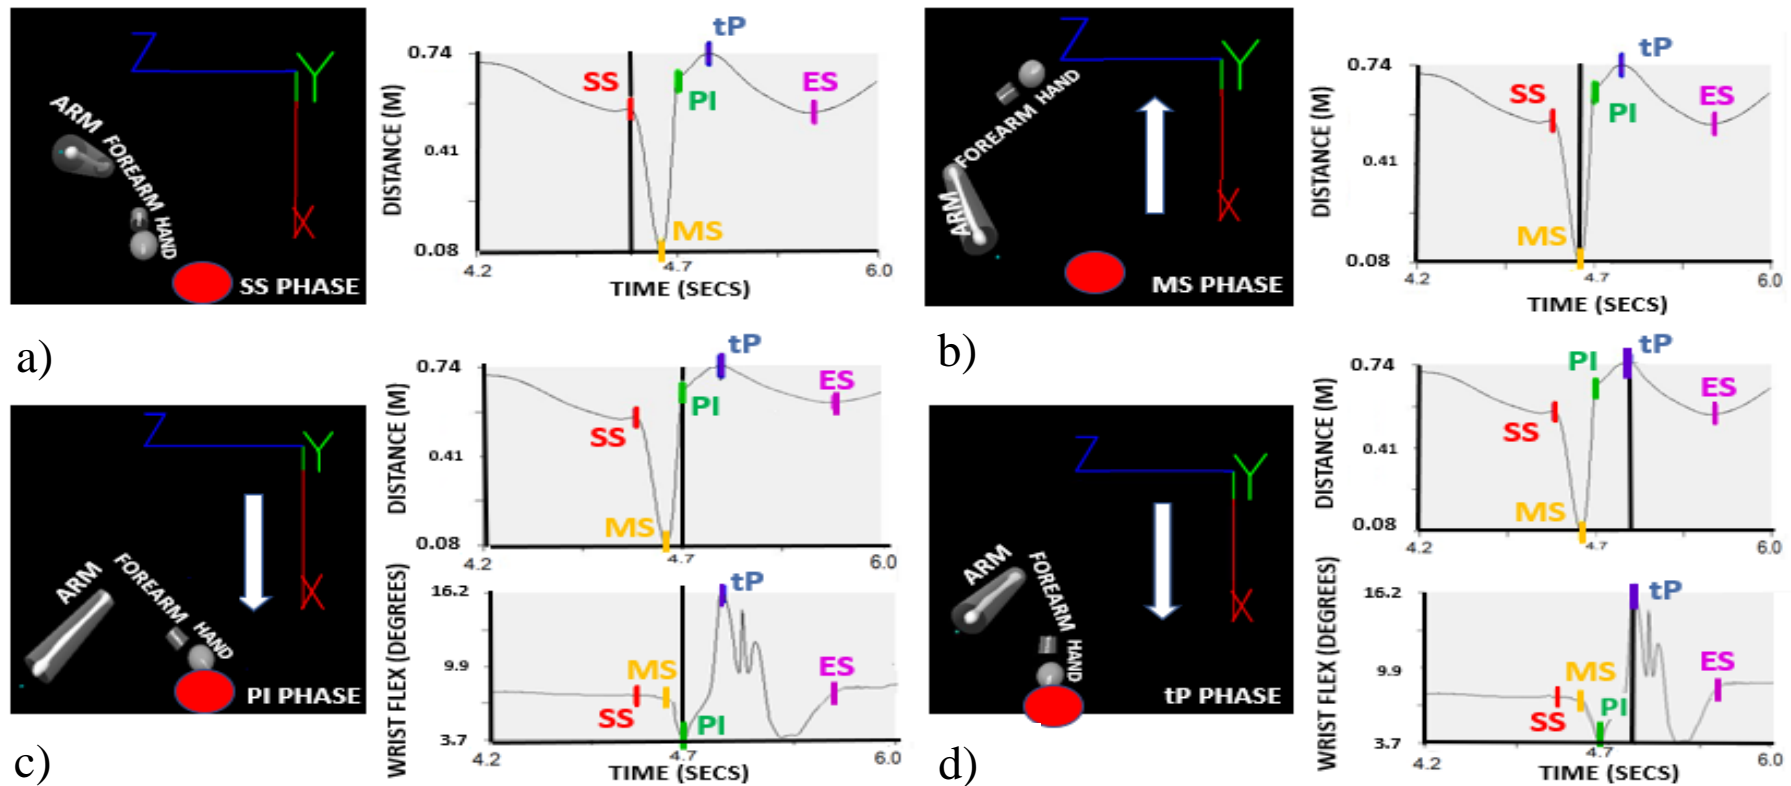 Z
Y
X
ARM
FOREARM
HAND
SS PHASE
DISTANCE (M)
0.74
0.41
0.08
SS
MS
PI
tP
ES
4.2
4.7
6.0
TIME (SECS)
a)
Z
Y
X
HAND
FOREARM
ARM
MS PHASE
DISTANCE (M)
0.74
0.41
0.08
SS
MS
PI
tP
ES
4.2
4.7
6.0
TIME (SECS)
b)
Z
Y
X
ARM
FOREARM
HAND
PI PHASE
DISTANCE (M)
0.74
0.41
0.08
SS
MS
PI
tP
ES
4.2
4.7
6.0
WRIST FLEX (DEGREES)
16.2
9.9
3.7
SS
MS
PI
tP
ES
4.2
4.7
6.0
TIME (SECS)
c)
Z
Y
X
ARM
FOREARM
HAND
tP PHASE
DISTANCE (M)
0.74
0.41
0.08
SS
MS
PI
tP
ES
4.2
4.7
6.0
WRIST FLEX (DEGREES)
16.2
9.9
3.7
SS
MS
PI
tP
ES
4.2
4.7
6.0
TIME (SECS)
d)